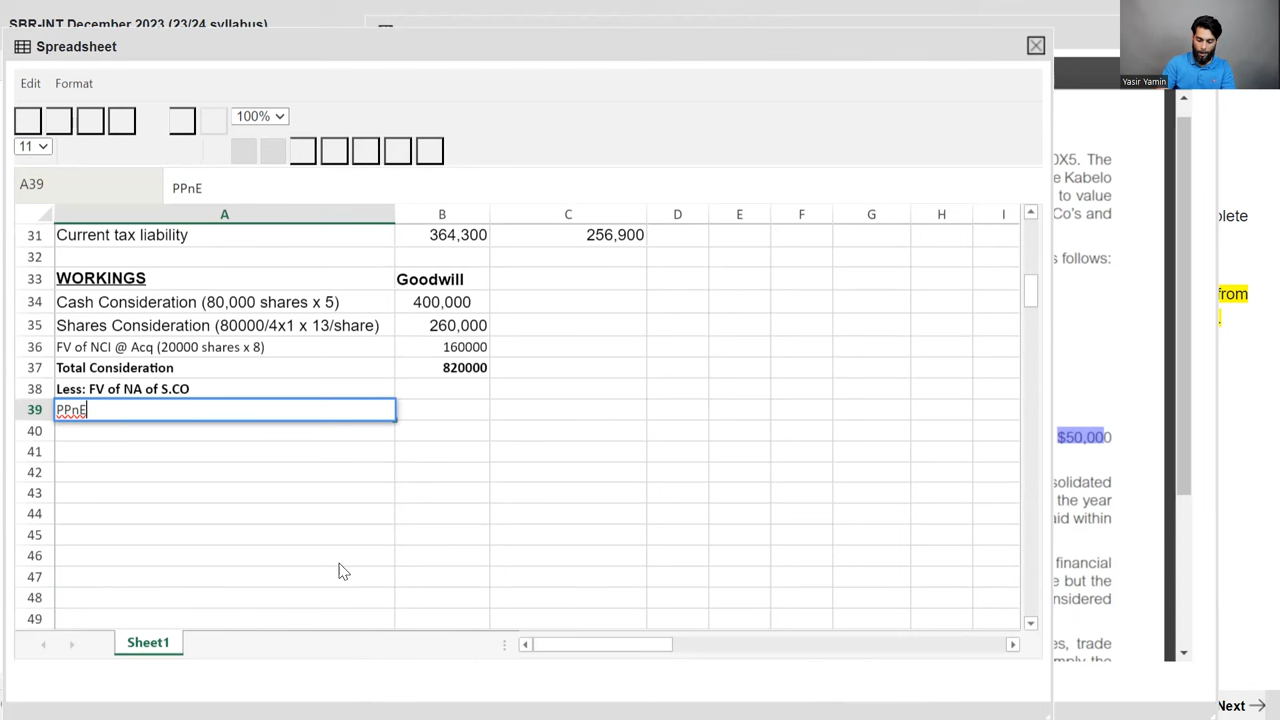 SBR-INT December 2023 (23/24 syllabus)
Spreadsheet
Yasir Yamin
Edit Format
100%
11
A39 PPnE
A B C D E F G H I
31 Current tax liability 364,300 256,900
32
33 WORKINGS Goodwill
34 Cash Consideration (80,000 shares x 5) 400,000
35 Shares Consideration (80000/4x1 x 13/share) 260,000
36 FV of NCI @ Acq (20000 shares x 8) 160000
37 Total Consideration 820000
38 Less: FV of NA of S.CO
39 PPnE
40
41
42
43
44
45
46
47
48
49
Sheet1
0X5. The
e Kabelo
to value
Co's and
s follows:
$50,000
solidated
the year
aid within
financial
e but the
nsidered
es, trade
plete
from
Next